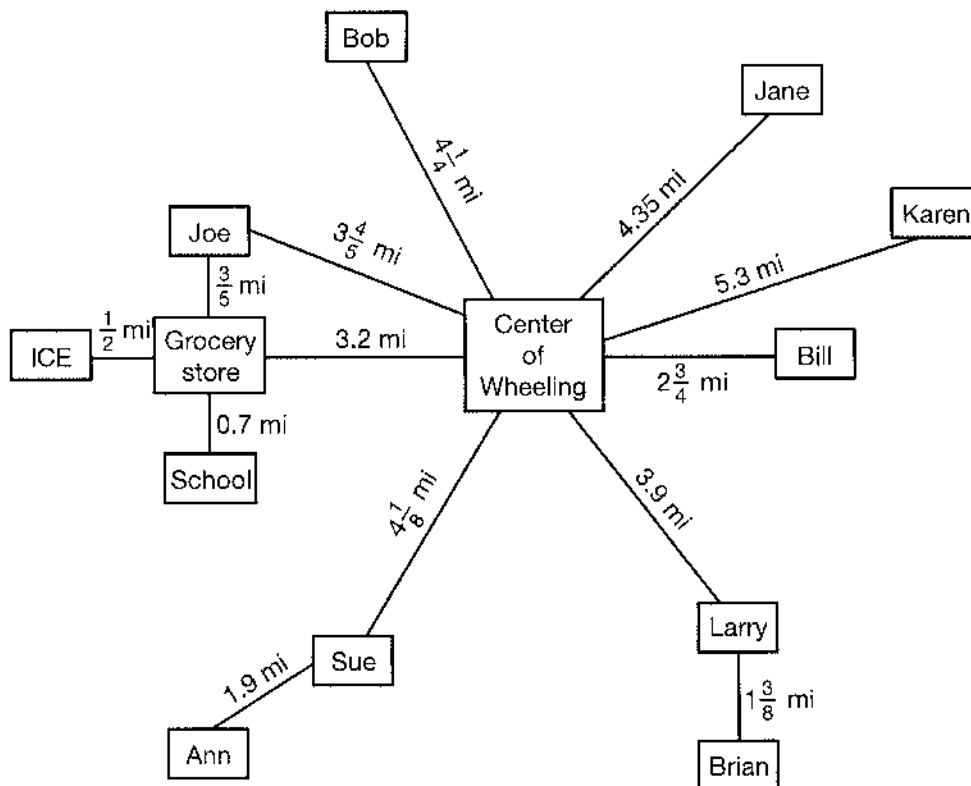 Bob
Jane
4 1/4 mi
4.35 mi
Karen
Joe
3 4/5 mi
5.3 mi
3/5 mi
1/2 mi
ICE
Grocery
store
3.2 mi
Center
of
Wheeling
2 3/4 mi
Bill
0.7 mi
School
4 1/8 mi
3.9 mi
Larry
Sue
1.9 mi
1 3/8 mi
Ann
Brian